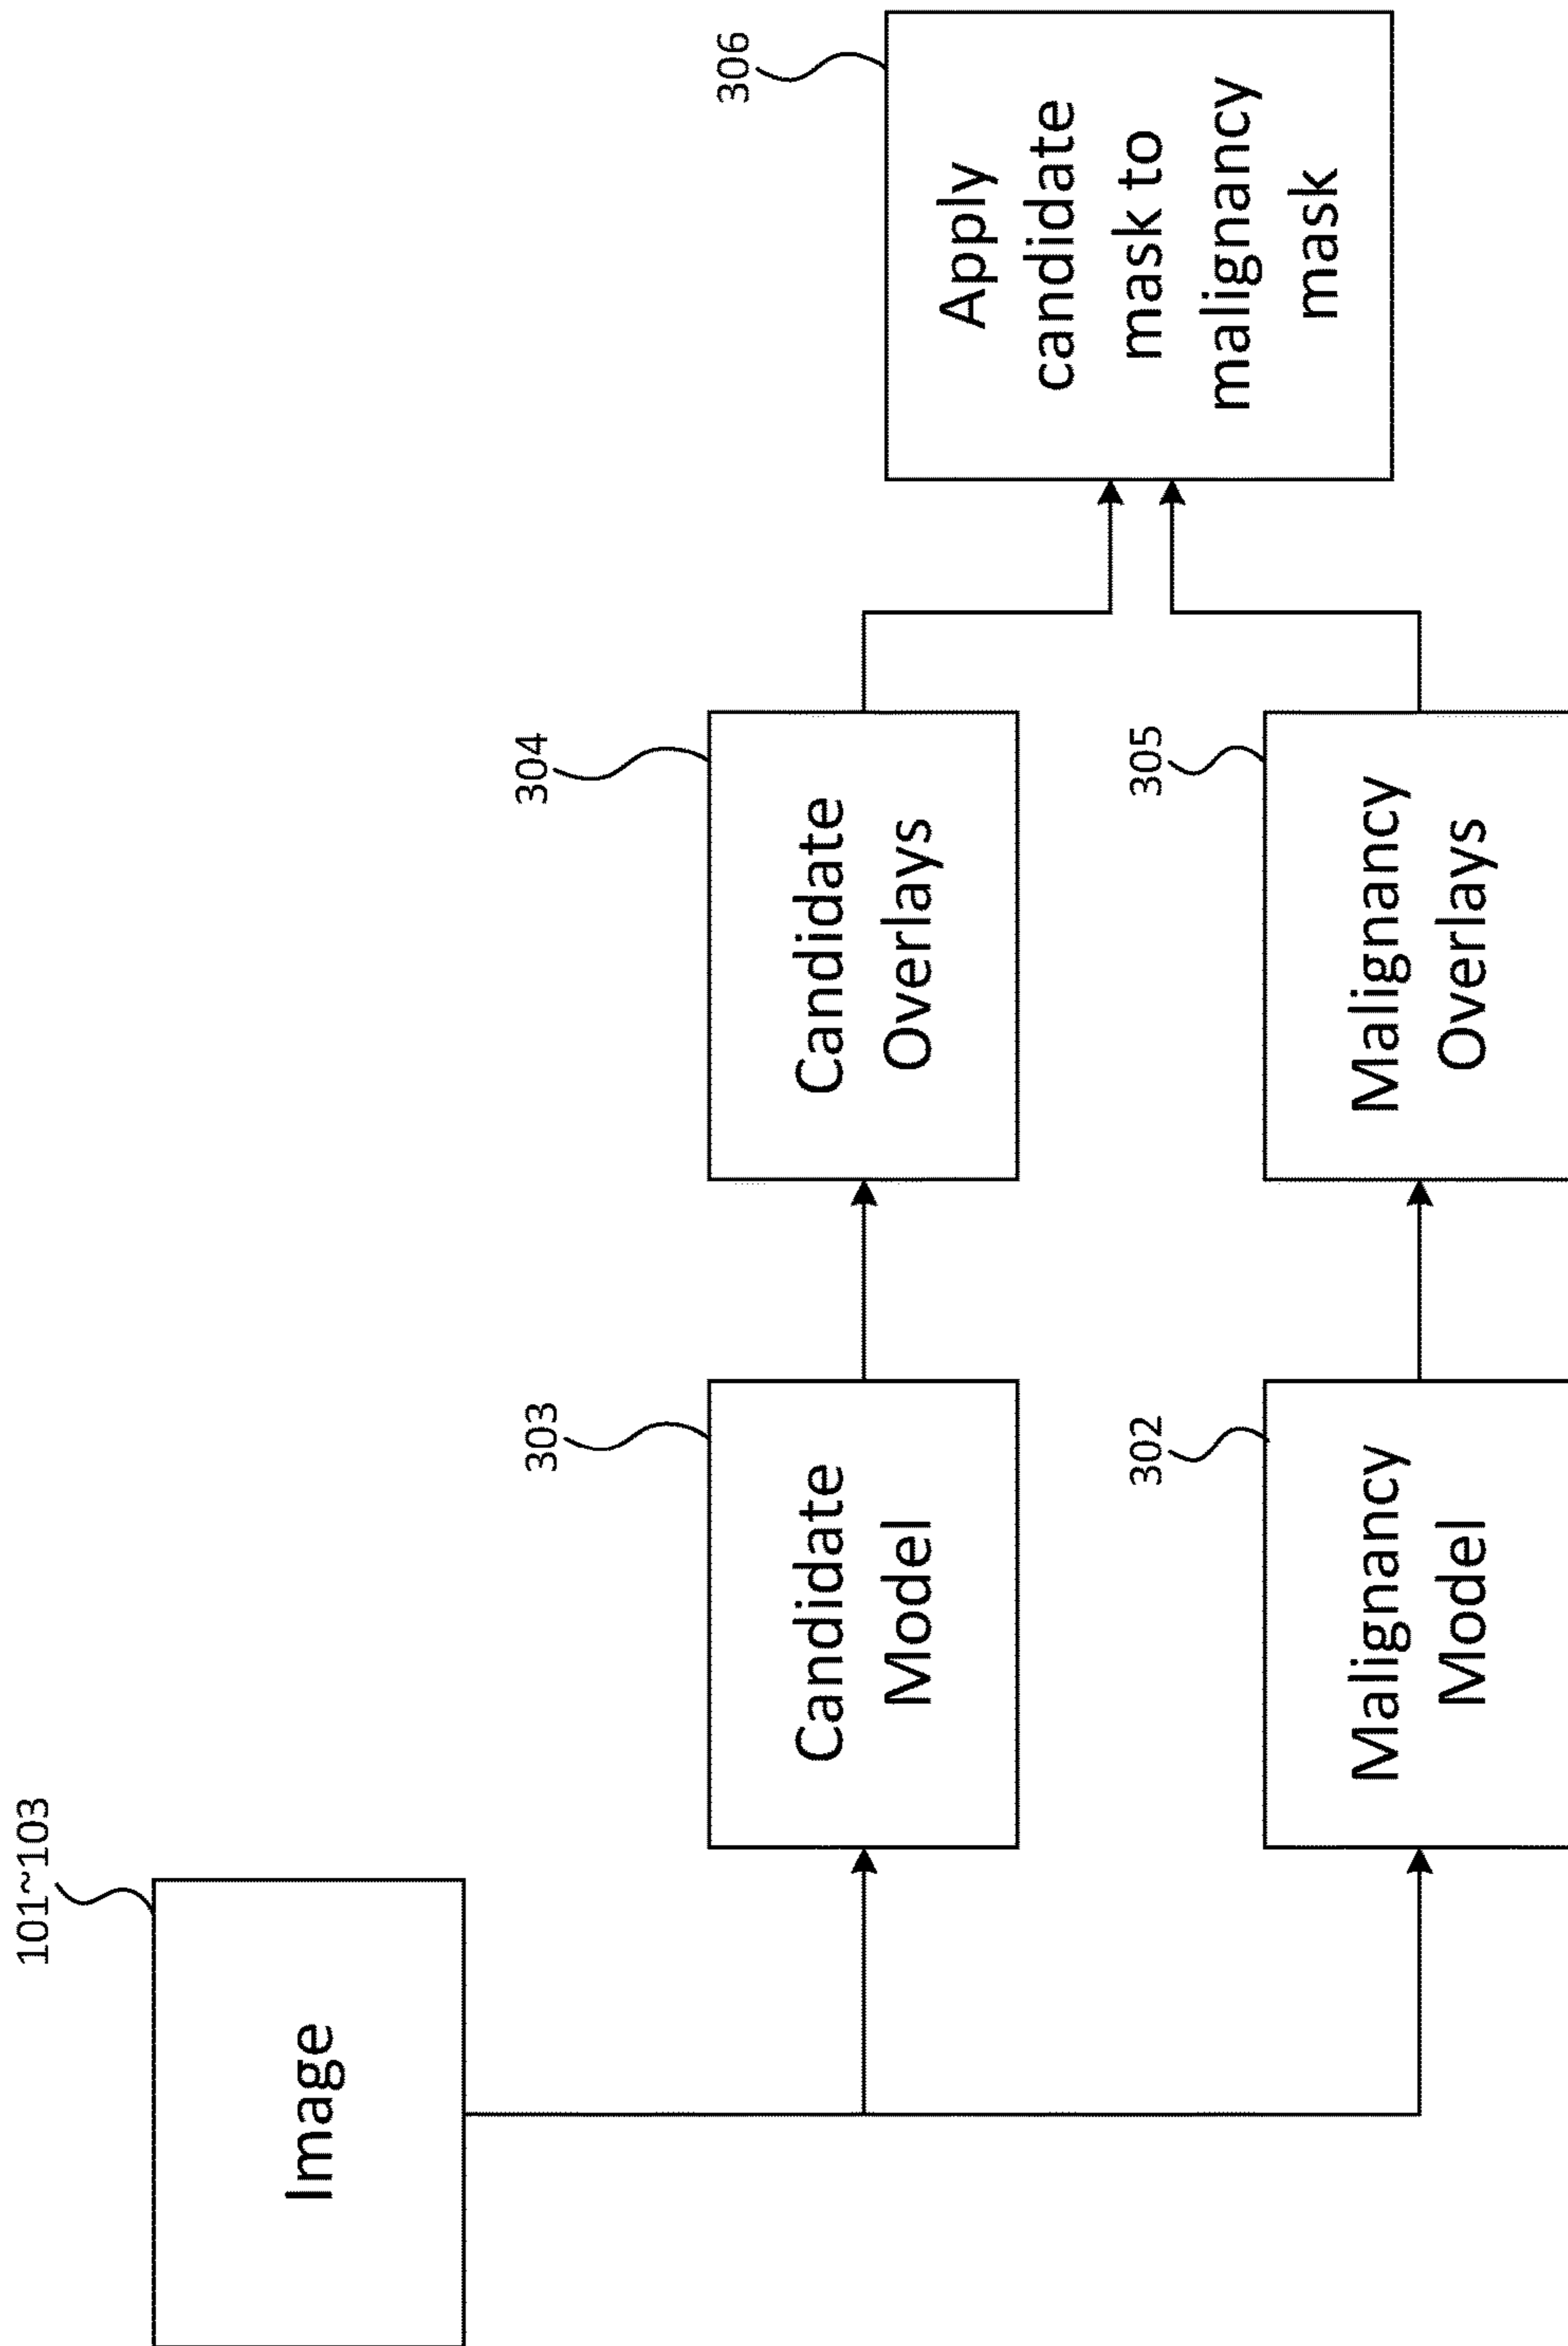 101~103
Image
303
Candidate
Model
304
Candidate
Overlays
302
Malignancy
Model
305
Malignancy
Overlays
306
Apply
candidate
mask to
malignancy
mask